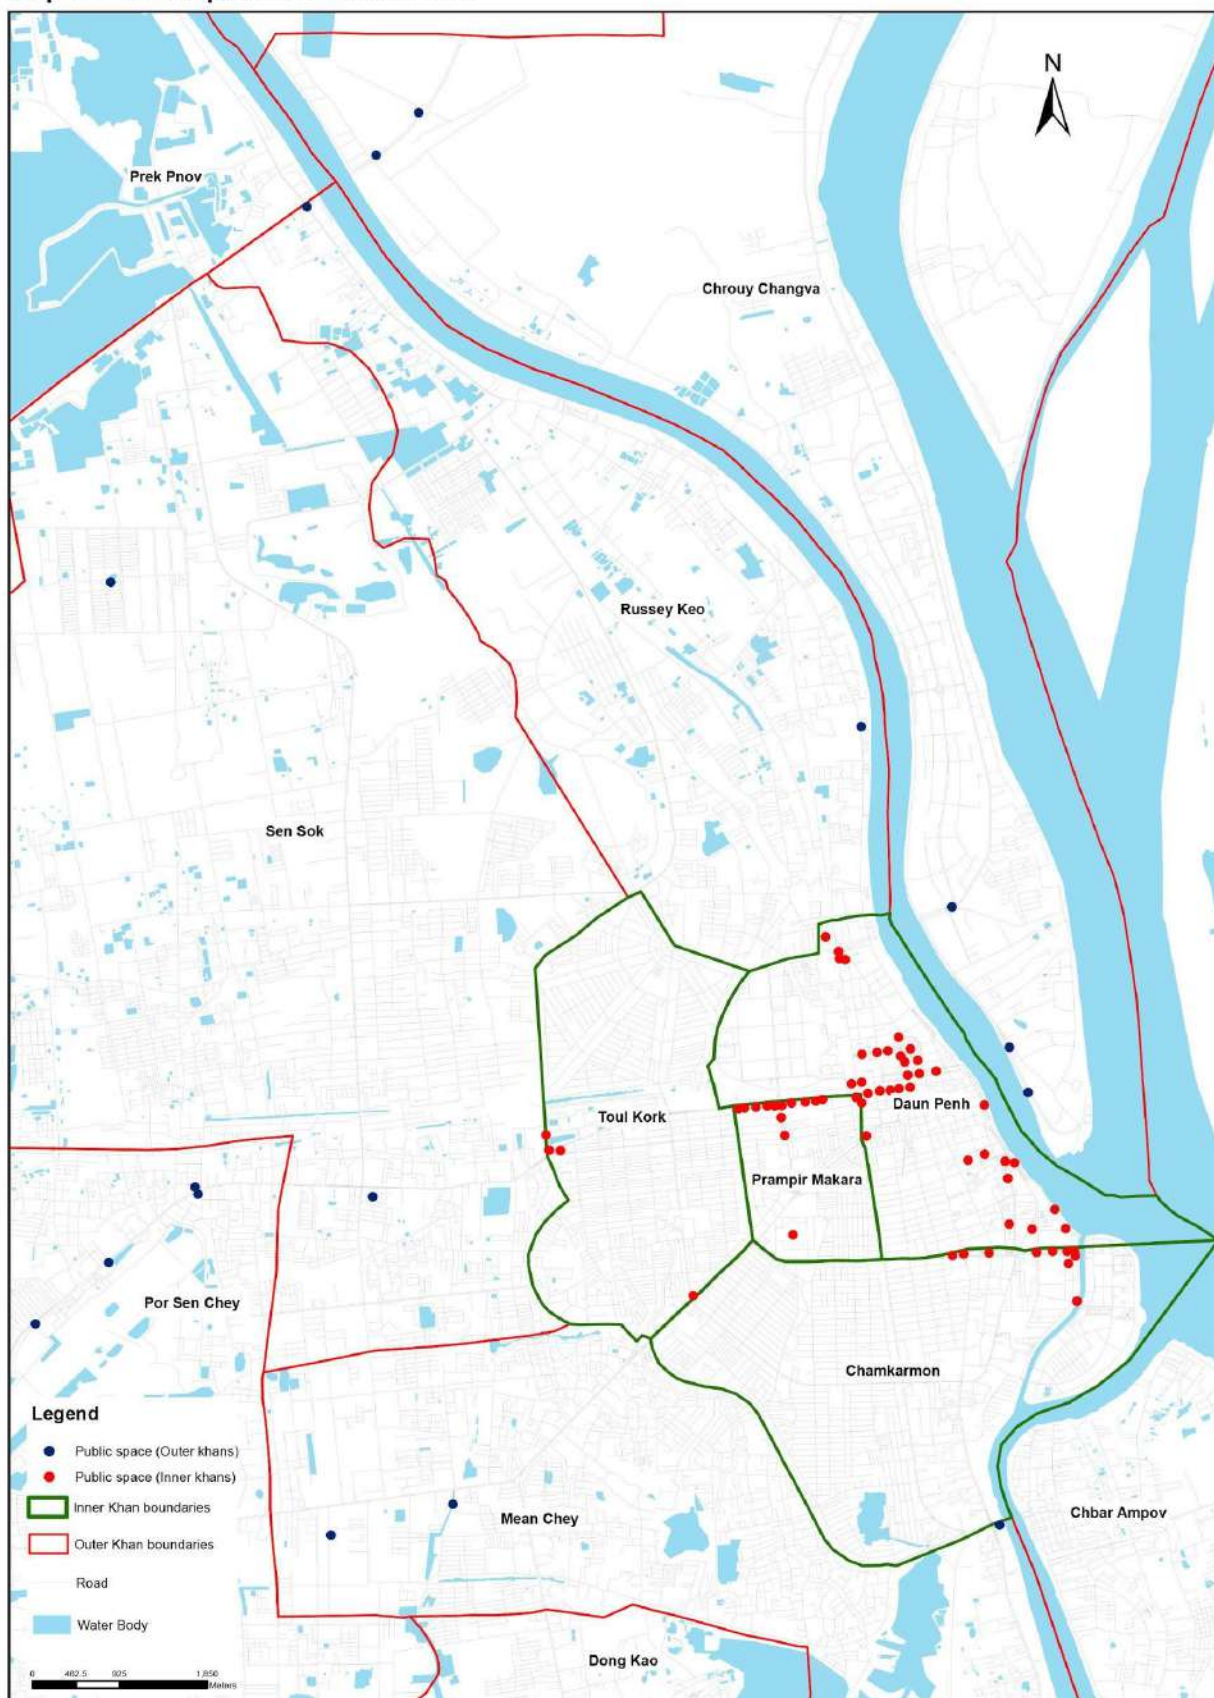 N
Prek Pnov
Chrouy Changva
Russey Keo
Sen Sok
Toul Kork
Daun Penh
Prampir Makara
Por Sen Chey
Chamkarmon
Mean Chey
Chbar Ampov
Dong Kao
Legend
Public space (Outer khans)
Public space (Inner khans)
Inner Khan boundaries
Outer Khan boundaries
Road
Water Body
0 462.5 925 1,850
Meters